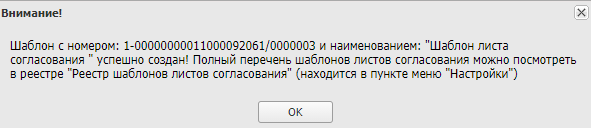 Внимание!
Шаблон с номером: 1-00000000011000092061/0000003 и наименованием: "Шаблон листа
согласования " успешно создан! Полный перечень шаблонов листов согласования можно посмотреть
в реестре "Реестр шаблонов листов согласования" (находится в пункте меню "Настройки")
OK